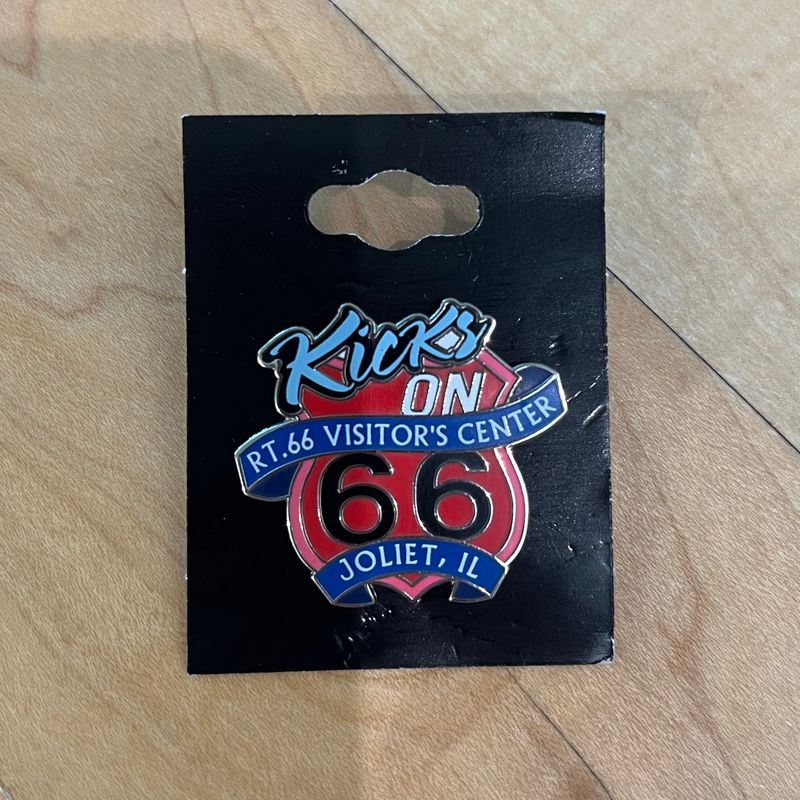 Kicks
ON
RT.66 VISITOR'S CENTER
66
JOLIET, IL